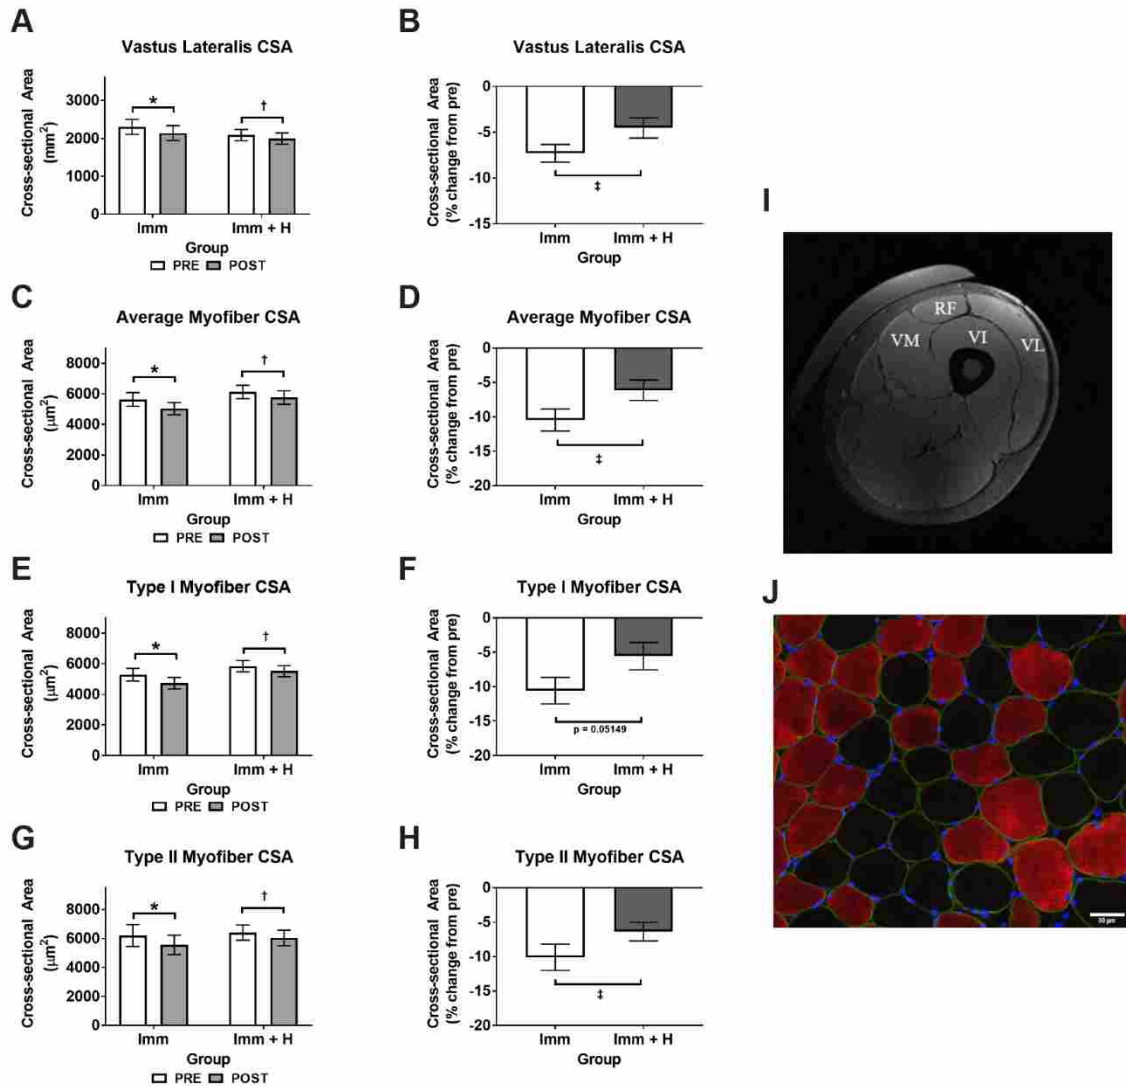 A
Vastus Lateralis CSA
Cross-sectional Area
(mm²)
3000
2000
1000
0
*
†
Imm
Imm + H
Group
PRE POST
B
Vastus Lateralis CSA
Cross-sectional Area
(% change from pre)
0
-5
-10
-15
‡
Imm
Imm + H
Group
C
Average Myofiber CSA
Cross-sectional Area
(μm²)
8000
6000
4000
2000
0
*
†
Imm
Imm + H
Group
PRE POST
D
Average Myofiber CSA
Cross-sectional Area
(% change from pre)
0
-5
-10
-15
-20
‡
Imm
Imm + H
Group
E
Type I Myofiber CSA
Cross-sectional Area
(μm²)
8000
6000
4000
2000
0
*
†
Imm
Imm + H
Group
PRE POST
F
Type I Myofiber CSA
Cross-sectional Area
(% change from pre)
0
-5
-10
-15
-20
p = 0.05149
Imm
Imm + H
Group
G
Type II Myofiber CSA
Cross-sectional Area
(μm²)
8000
6000
4000
2000
0
*
†
Imm
Imm + H
Group
PRE POST
H
Type II Myofiber CSA
Cross-sectional Area
(% change from pre)
0
-5
-10
-15
-20
‡
Imm
Imm + H
Group
I
RF
VM
VI
VL
J
50 μm